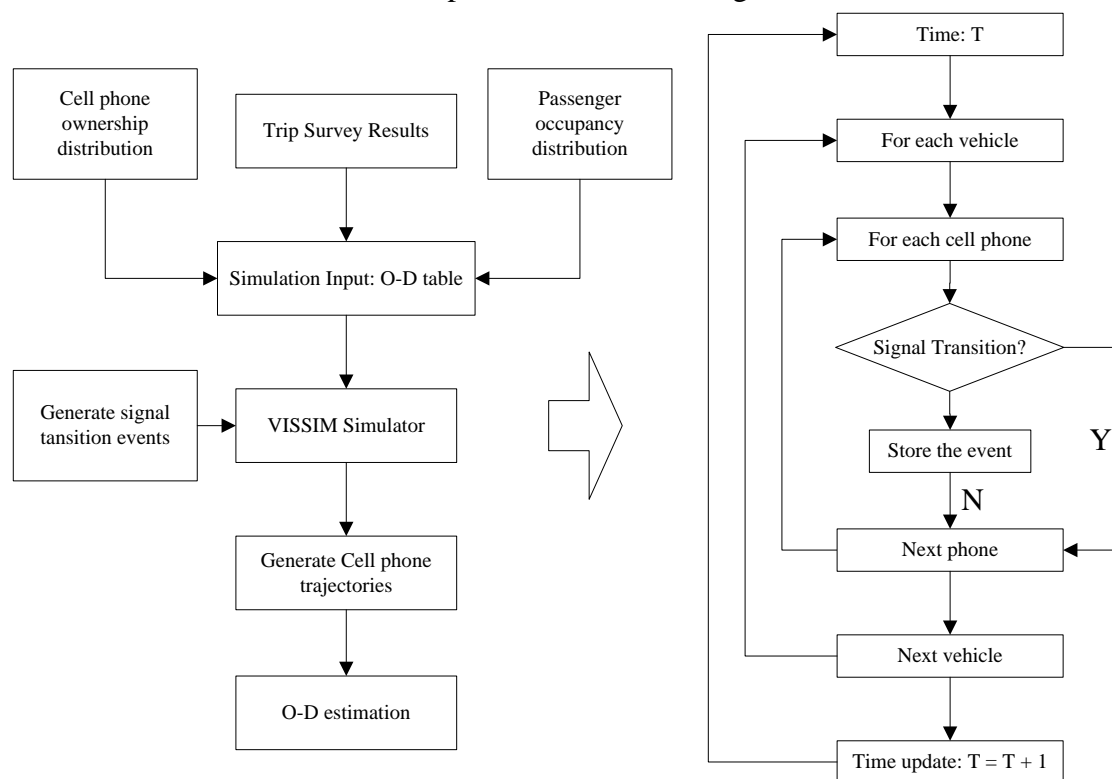 Time: T
Cell phone
ownership
distribution
Trip Survey Results
Passenger
occupancy
distribution
For each vehicle
For each cell phone
Simulation Input: O-D table
Signal Transition?
Generate signal
tansition events
VISSIM Simulator
Store the event
Y
N
Generate Cell phone
trajectories
Next phone
Next vehicle
O-D estimation
Time update: T = T + 1